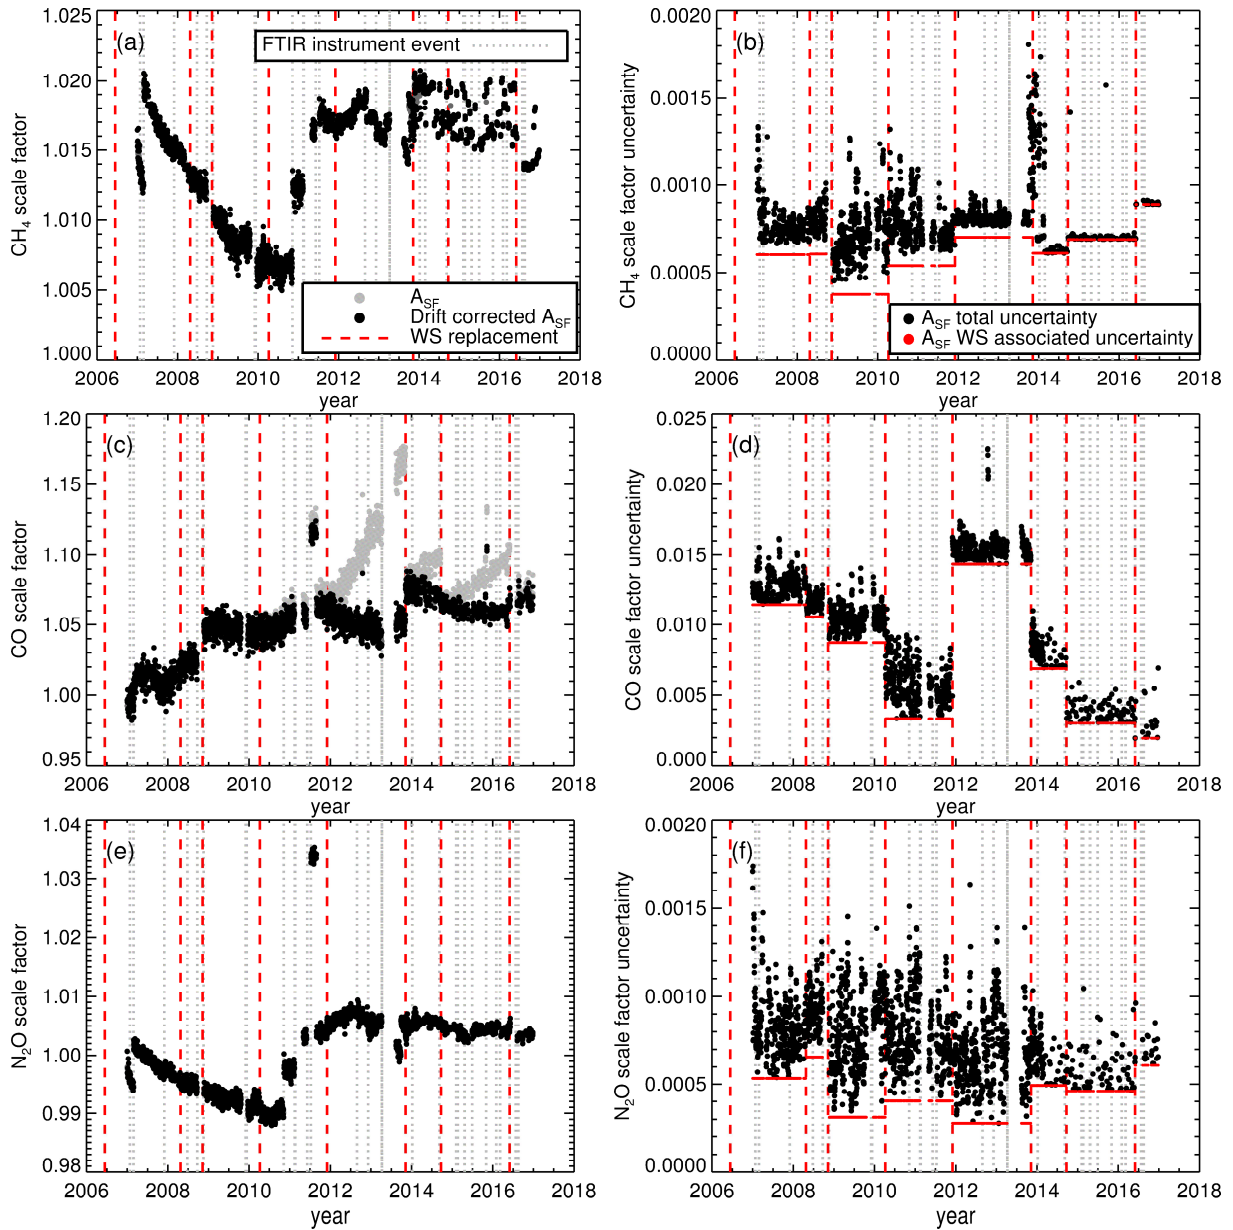 (a)
FTIR instrument event
1.025
1.020
1.015
1.010
1.005
1.000
CH4 scale factor
ASF
Drift corrected ASF
WS replacement
2006 2008 2010 2012 2014 2016 2018
year
(b)
0.0020
0.0015
0.0010
0.0005
0.0000
CH4 scale factor uncertainty
ASF total uncertainty
ASF WS associated uncertainty
2006 2008 2010 2012 2014 2016 2018
year
(c)
1.20
1.15
1.10
1.05
1.00
0.95
CO scale factor
2006 2008 2010 2012 2014 2016 2018
year
(d)
0.025
0.020
0.015
0.010
0.005
0.000
CO scale factor uncertainty
2006 2008 2010 2012 2014 2016 2018
year
(e)
1.04
1.03
1.02
1.01
1.00
0.99
0.98
N2O scale factor
2006 2008 2010 2012 2014 2016 2018
year
(f)
0.0020
0.0015
0.0010
0.0005
0.0000
N2O scale factor uncertainty
2006 2008 2010 2012 2014 2016 2018
year